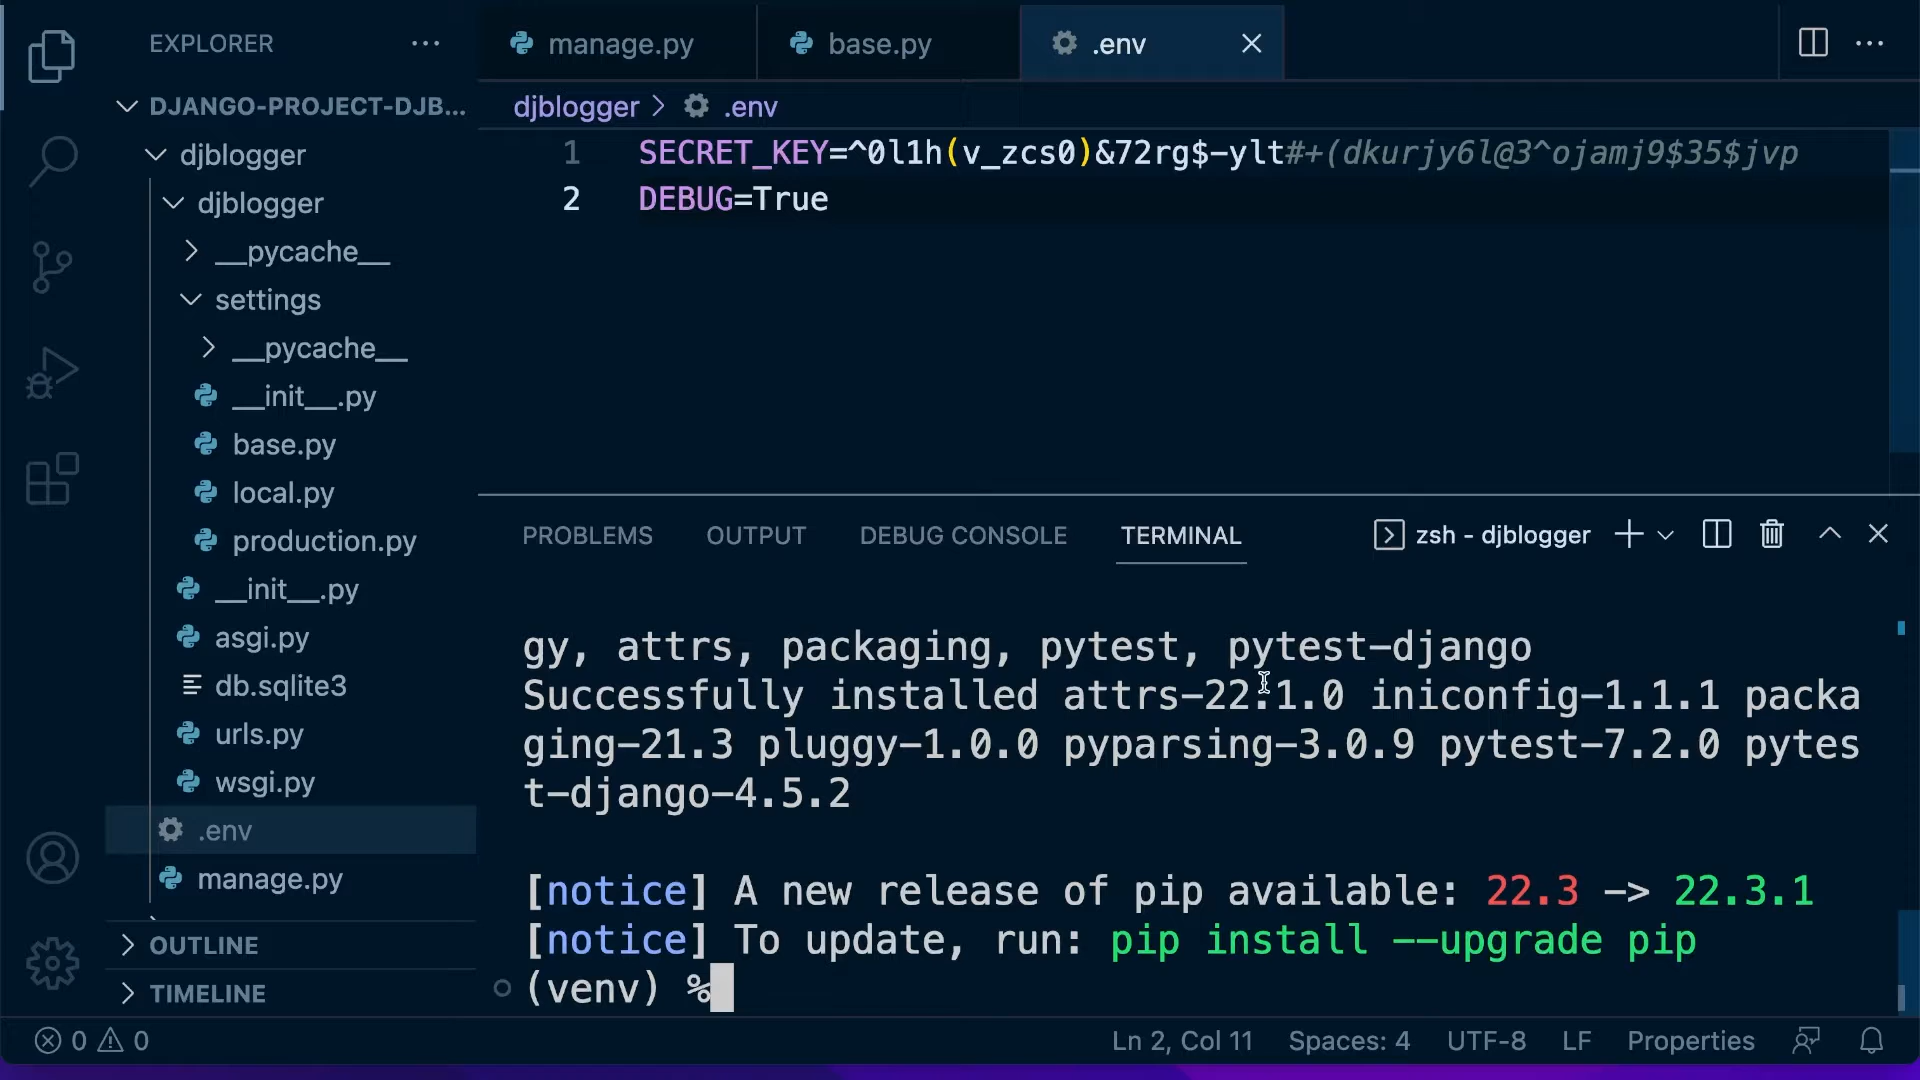 EXPLORER
manage.py
base.py
.env
DJANGO-PROJECT-DJB...
djblogger
djblogger
__pycache__
settings
__pycache__
__init__.py
base.py
local.py
production.py
__init__.py
asgi.py
db.sqlite3
urls.py
wsgi.py
.env
manage.py
OUTLINE
TIMELINE
djblogger > .env
1 SECRET_KEY=^0l1h(v_zcs0)&72rg$-ylt#+(dkurjy6l@3^ojamj9$35$jvp
2 DEBUG=True
PROBLEMS OUTPUT DEBUG CONSOLE TERMINAL zsh - djblogger
gy, attrs, packaging, pytest, pytest-django
Successfully installed attrs-22.1.0 iniconfig-1.1.1 packa
ging-21.3 pluggy-1.0.0 pyparsing-3.0.9 pytest-7.2.0 pytes
t-django-4.5.2
[notice] A new release of pip available: 22.3 -> 22.3.1
[notice] To update, run: pip install --upgrade pip
(venv) %
0 0 Ln 2, Col 11 Spaces: 4 UTF-8 LF Properties